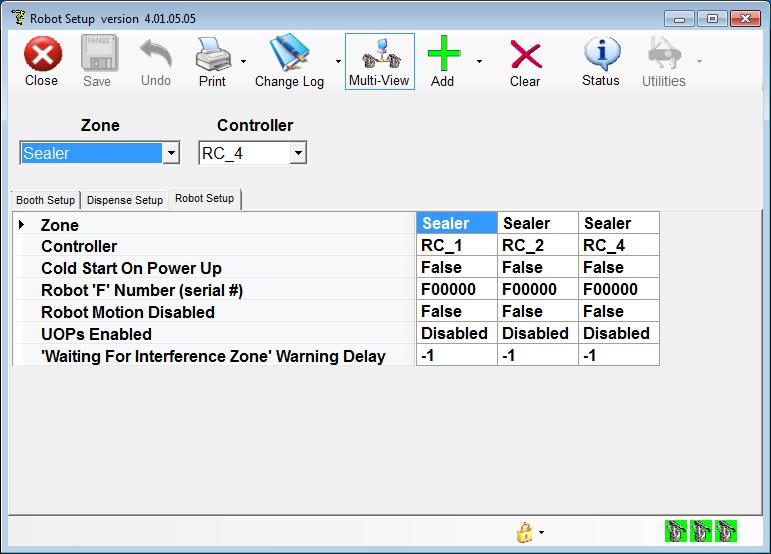 Robot Setup version 4.01.05.05
FANUC
Close Save Undo Print Change Log Multi-View Add Clear Status Utilities
Zone Controller
Sealer RC_4
Booth Setup Dispense Setup Robot Setup
Zone Sealer Sealer Sealer
Controller RC_1 RC_2 RC_4
Cold Start On Power Up False False False
Robot 'F' Number (serial #) F00000 F00000 F00000
Robot Motion Disabled False False False
UOPs Enabled Disabled Disabled Disabled
'Waiting For Interference Zone' Warning Delay -1 -1 -1